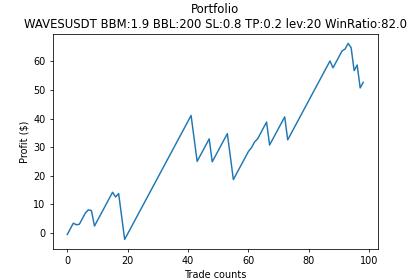 Portfolio
WAVESUSDT BBM:1.9 BBL:200 SL:0.8 TP:0.2 lev:20 WinRatio:82.0
Profit ($)
60
50
40
30
20
10
0
0 20 40 60 80 100
Trade counts